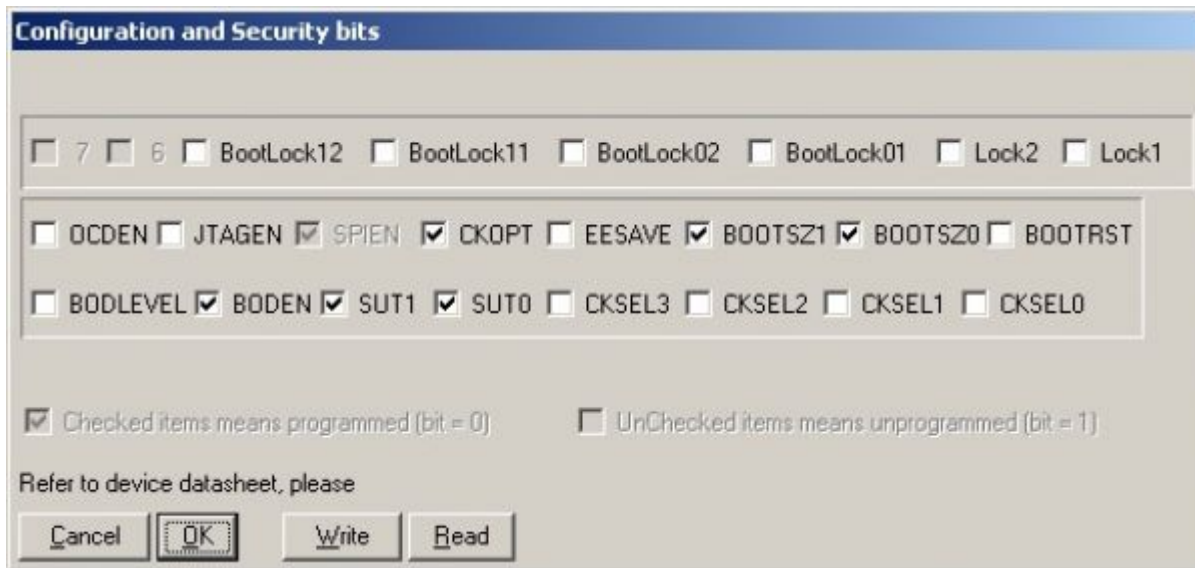 Configuration and Security bits
7 6 BootLock12 BootLock11 BootLock02 BootLock01 Lock2 Lock1
OCDEN JTAGEN SPIEN CKOPT EESAVE BOOTSZ1 BOOTSZ0 BOOTRST
BODLEVEL BODEN SUT1 SUT0 CKSEL3 CKSEL2 CKSEL1 CKSEL0
Checked items means programmed (bit = 0) UnChecked items means unprogrammed (bit = 1)
Refer to device datasheet, please
Cancel OK Write Read